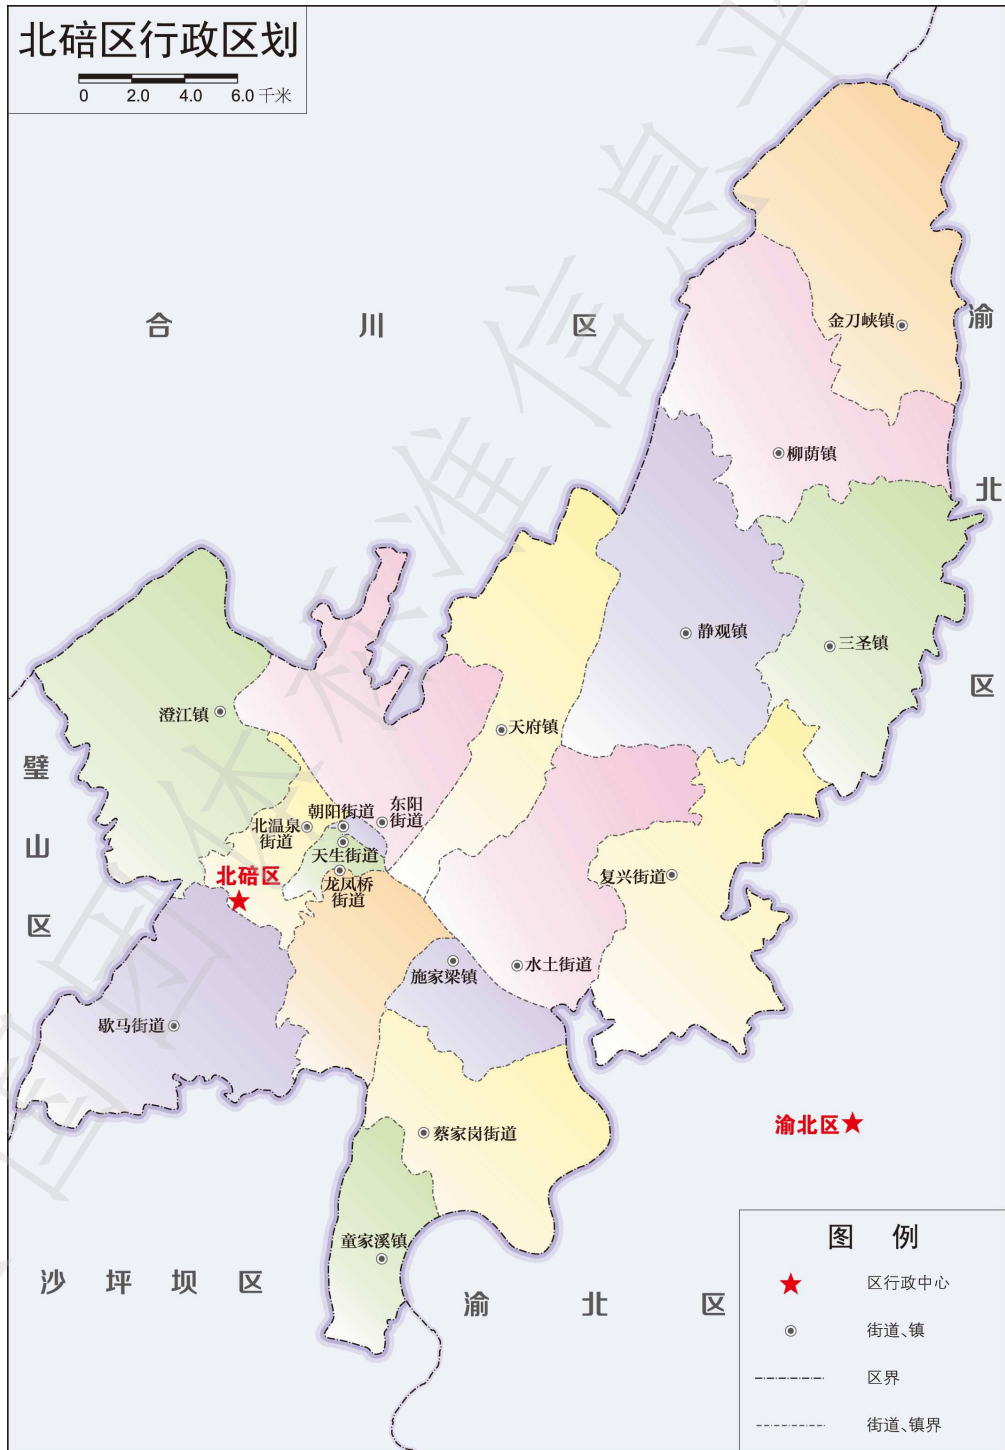 北碚区行政区划
0 2.0 4.0 6.0 千米
合川区
渝北区
金刀峡镇
柳荫镇
静观镇
三圣镇
澄江镇
天府镇
璧山区
朝阳街道
东阳
街道
北温泉
街道
天生街道
北碚区
龙凤桥
街道
复兴街道
施家梁镇
水土街道
歇马街道
渝北区
蔡家岗街道
童家溪镇
沙坪坝区
渝北区
图例
区行政中心
街道、镇
区界
街道、镇界